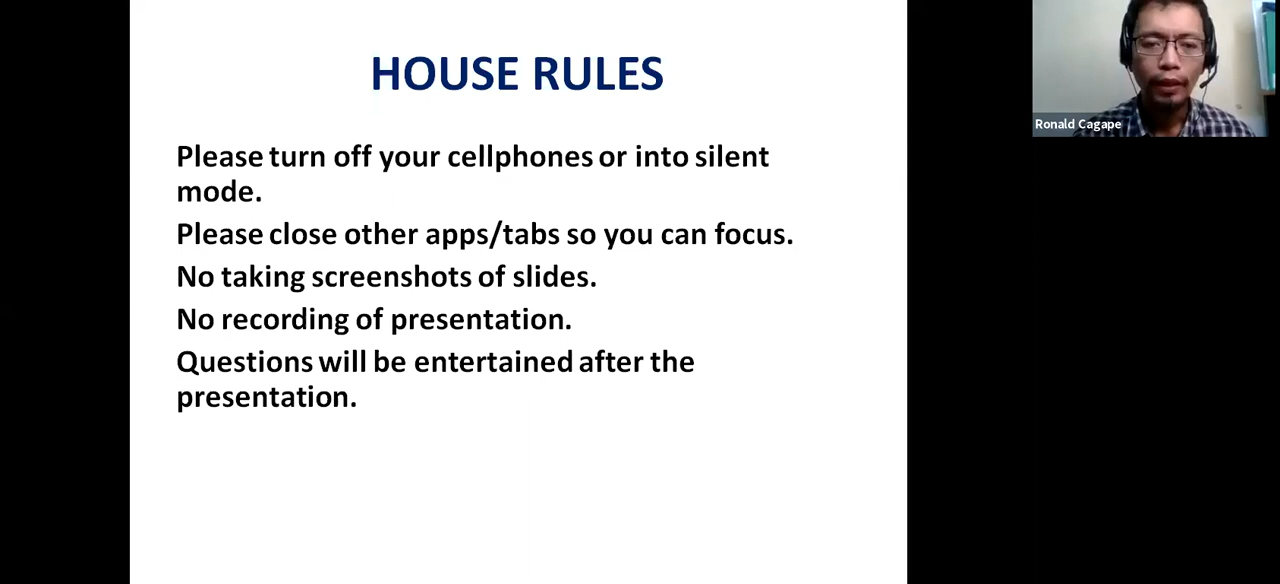 HOUSE RULES
Please turn off your cellphones or into silent
mode.
Please close other apps/tabs so you can focus.
No taking screenshots of slides.
No recording of presentation.
Questions will be entertained after the
presentation.
Ronald Cagape